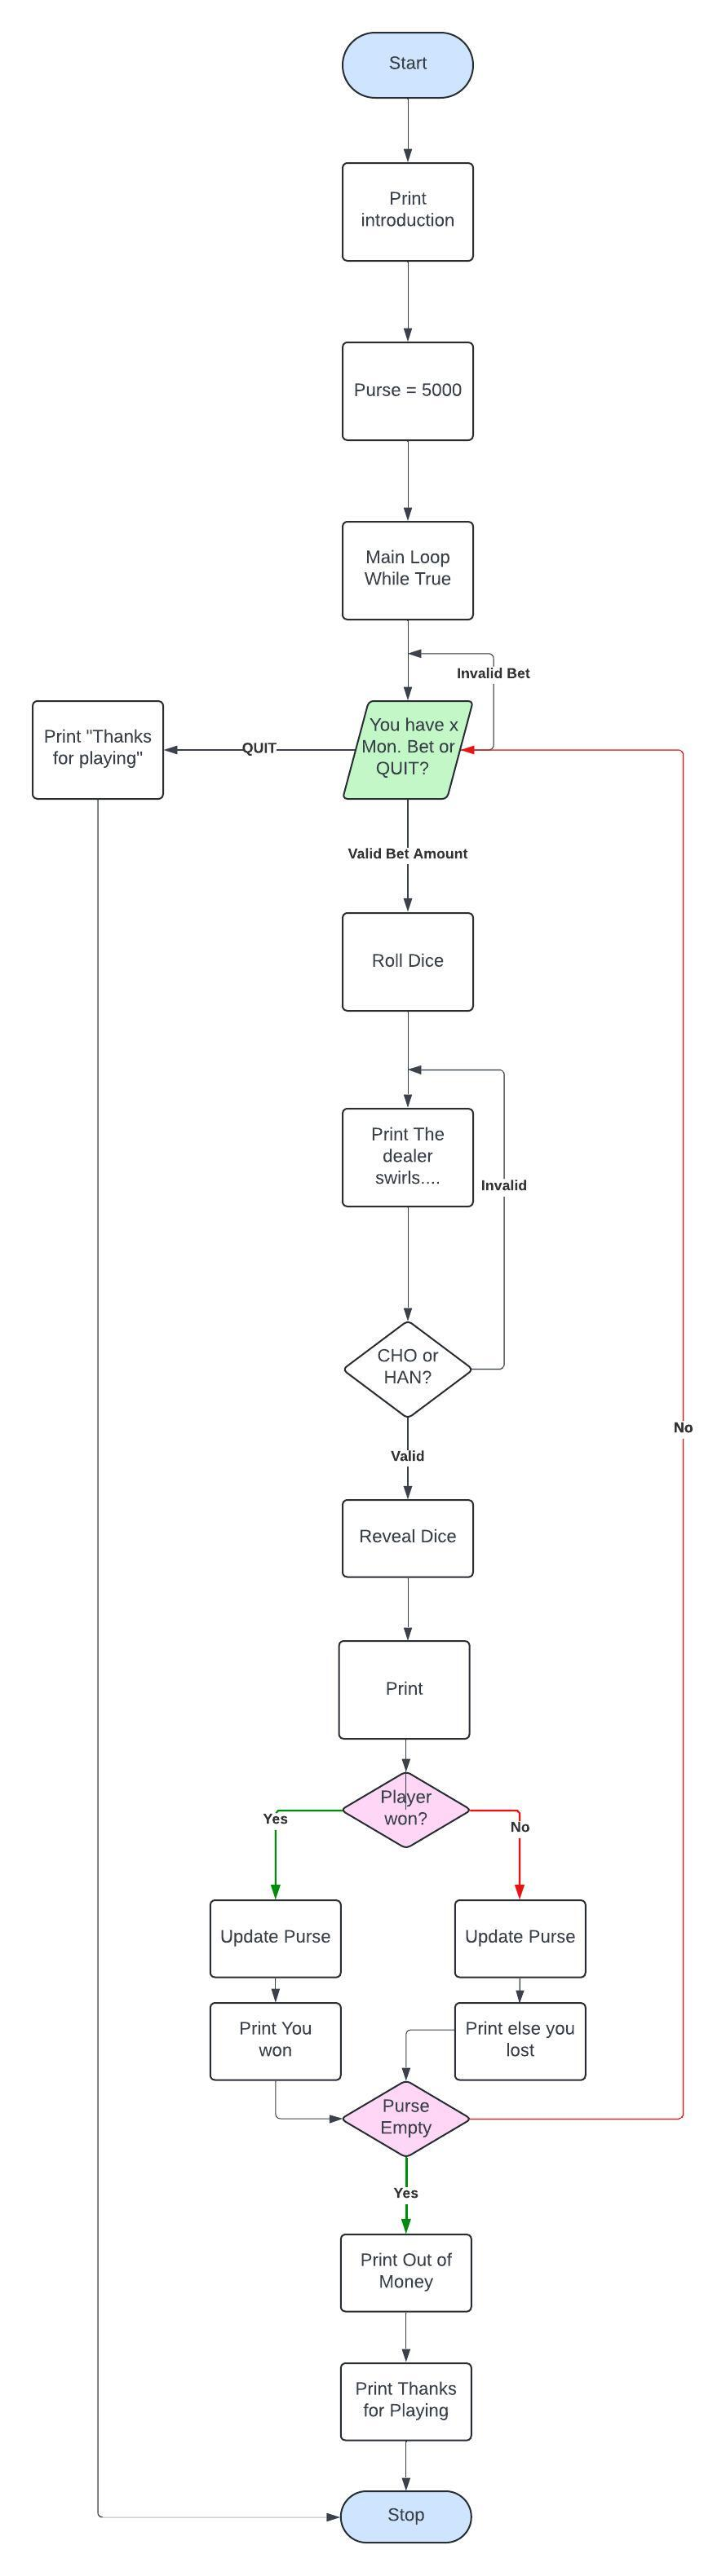 Start
Print
introduction
Purse = 5000
Main Loop
While True
Invalid Bet
Print "Thanks
for playing"
QUIT
You have x
Mon. Bet or
QUIT?
Valid Bet Amount
Roll Dice
Print The
dealer
swirls....
Invalid
CHO or
HAN?
No
Valid
Reveal Dice
Print
Player
won?
Yes
No
Update Purse
Update Purse
Print You
won
Print else you
lost
Purse
Empty
Yes
Print Out of
Money
Print Thanks
for Playing
Stop